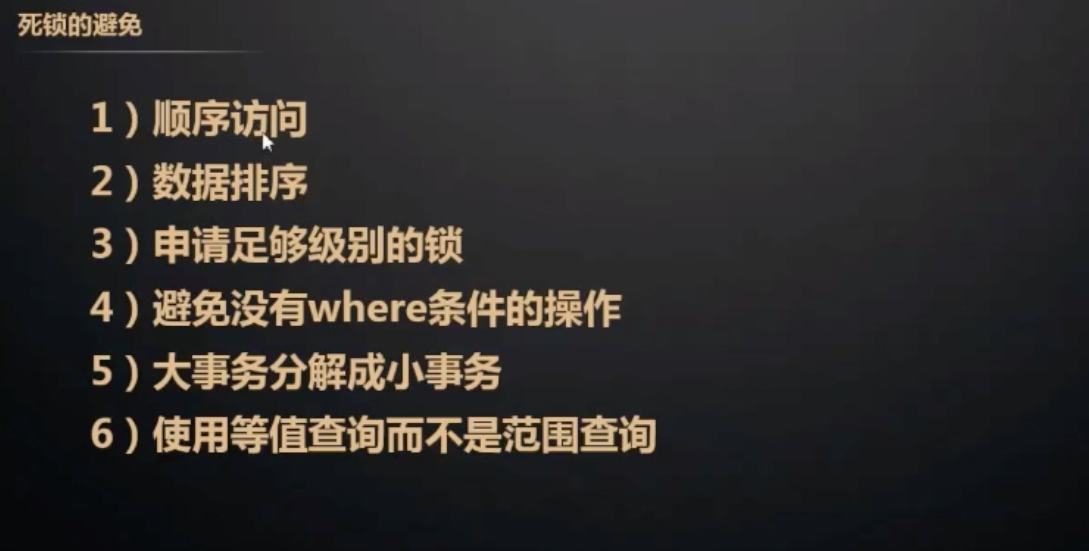 死锁的避免
1）顺序访问
2）数据排序
3）申请足够级别的锁
4）避免没有where条件的操作
5）大事务分解成小事务
6）使用等值查询而不是范围查询